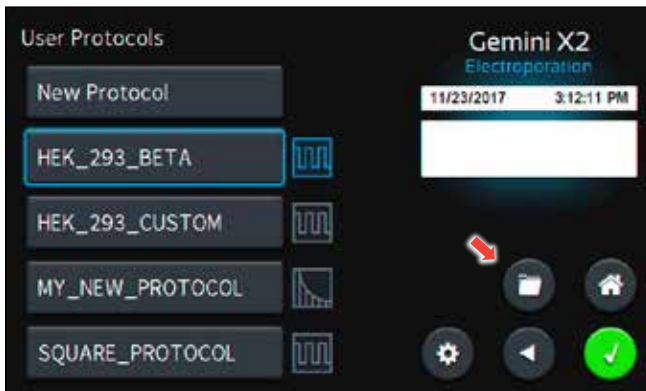 User Protocols
New Protocol
HEK_293_BETA
HEK_293_CUSTOM
MY_NEW_PROTOCOL
SQUARE_PROTOCOL
Gemini X2
Electroporation
11/23/2017 3:12:11 PM